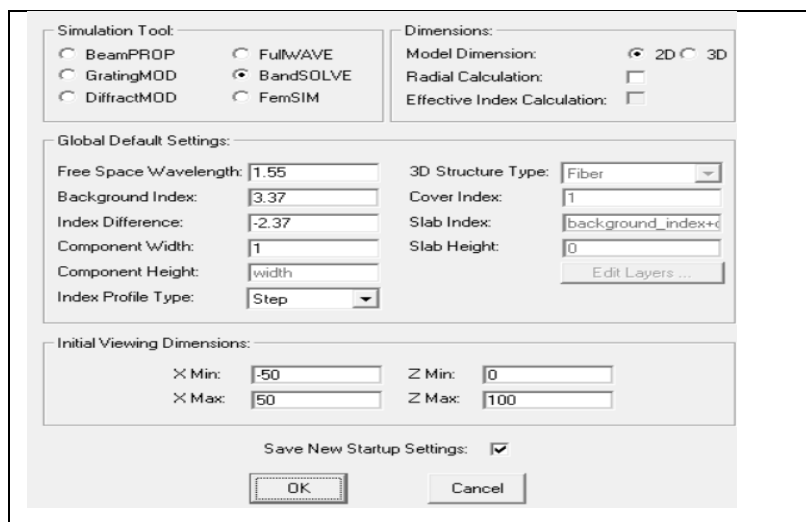 Simulation Tool:
BeamPROP
FullWAVE
GratingMOD
BandSOLVE
DiffractMOD
FemSIM
Dimensions:
Model Dimension:
2D
3D
Radial Calculation:
Effective Index Calculation:
Global Default Settings:
Free Space Wavelength: 1.55
Background Index: 3.37
Index Difference: -2.37
Component Width: 1
Component Height: width
Index Profile Type: Step
3D Structure Type: Fiber
Cover Index: 1
Slab Index: background_index+
Slab Height: 0
Edit Layers ...
Initial Viewing Dimensions:
X Min: -50
Z Min: 0
X Max: 50
Z Max: 100
Save New Startup Settings:
OK
Cancel